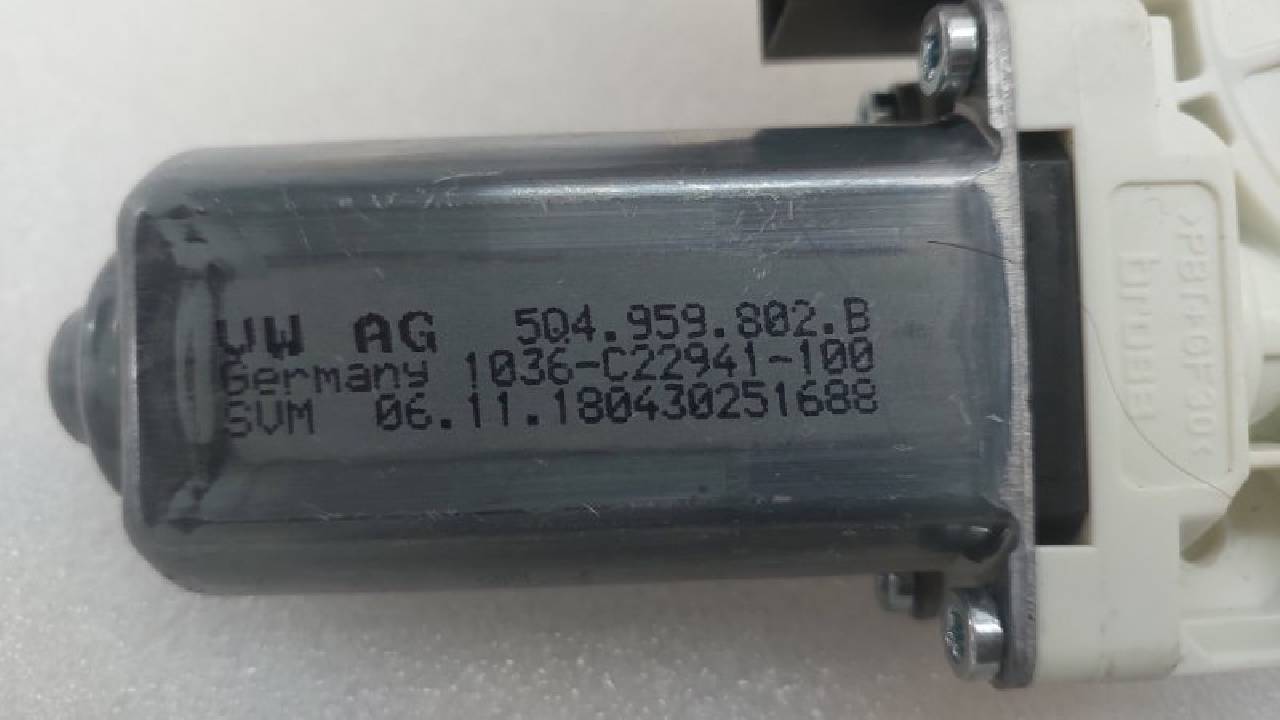 VW AG 5Q4.959.802.B
Germany 1036-C22941-100
SVM 06.11.180430251688
>PBT-GF30<
brose